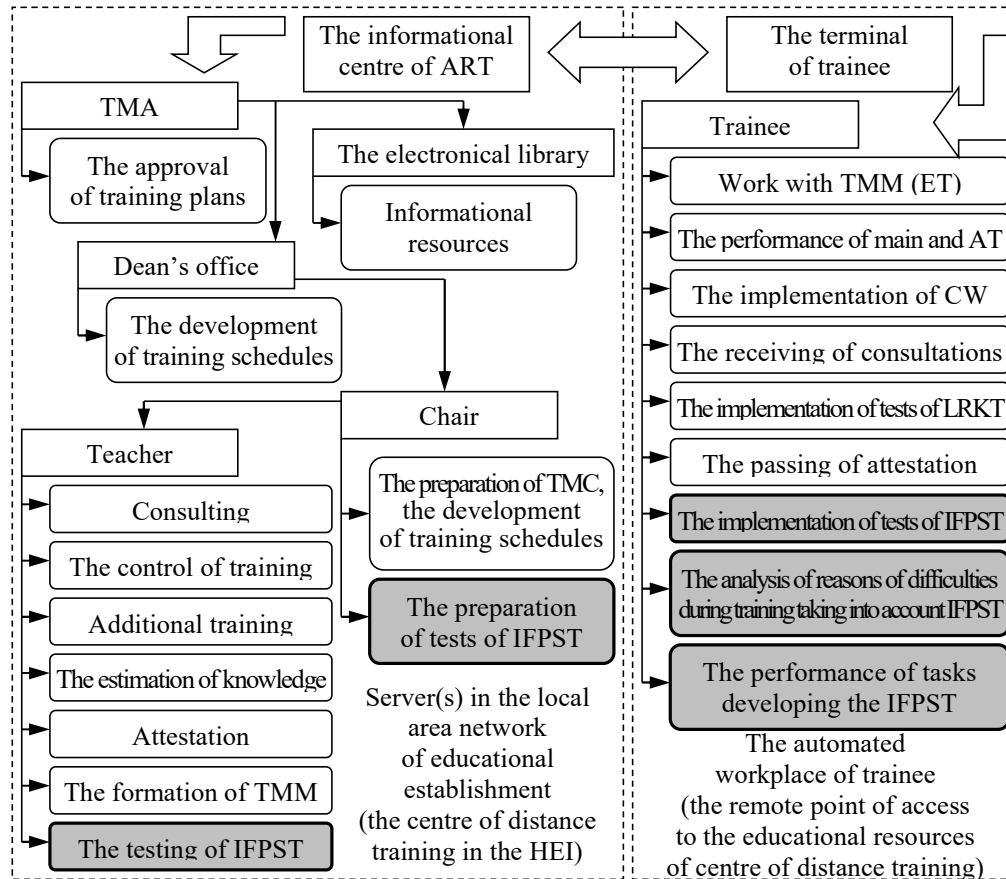 The informational
centre of ART
The terminal
of trainee
TMA
The approval
of training plans
The electronical library
Informational
resources
Dean's office
The development
of training schedules
Chair
The preparation of TMC,
the development
of training schedules
The preparation
of tests of IFPST
Teacher
Consulting
The control of training
Additional training
The estimation of knowledge
Attestation
The formation of TMM
The testing of IFPST
Server(s) in the local
area network
of educational
establishment
(the centre of distance
training in the HEI)
Trainee
Work with TMM (ET)
The performance of main and AT
The implementation of CW
The receiving of consultations
The implementation of tests of LRKT
The passing of attestation
The implementation of tests of IFPST
The analysis of reasons of difficulties
during training taking into account IFPST
The performance of tasks
developing the IFPST
The automated
workplace of trainee
(the remote point of access
to the educational resources
of centre of distance training)